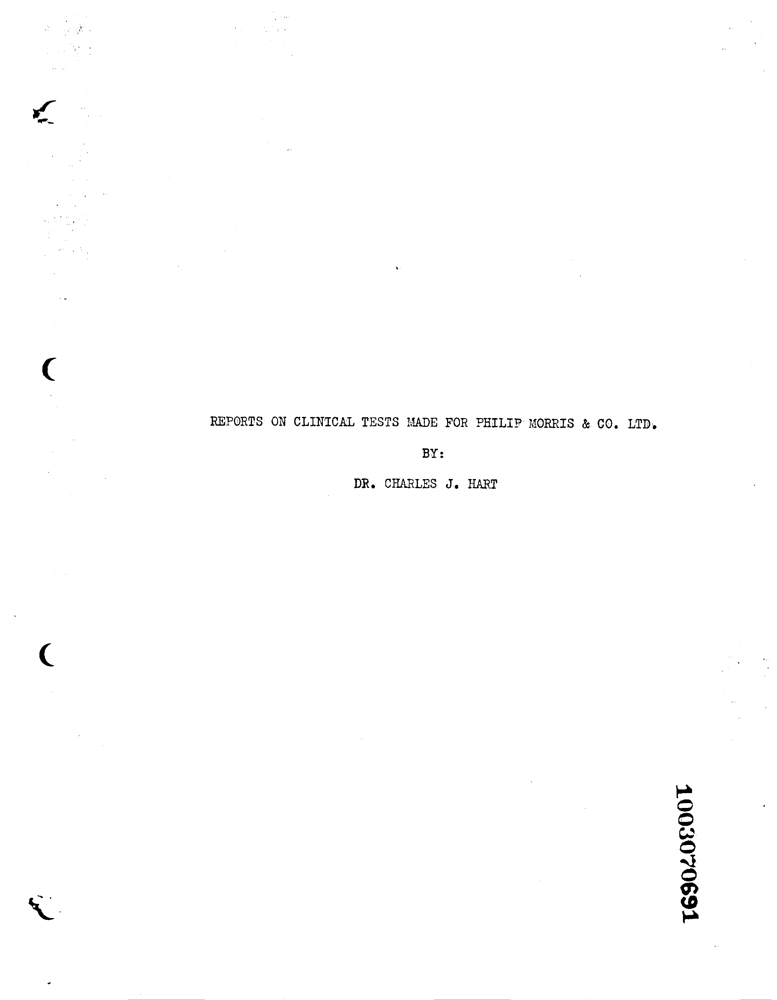 REPORTS ON CLINICAL TESTS MADE FOR PHILIP MORRIS & CO. LTD.
BY:
DR. CHARLES J. HART
1003070691